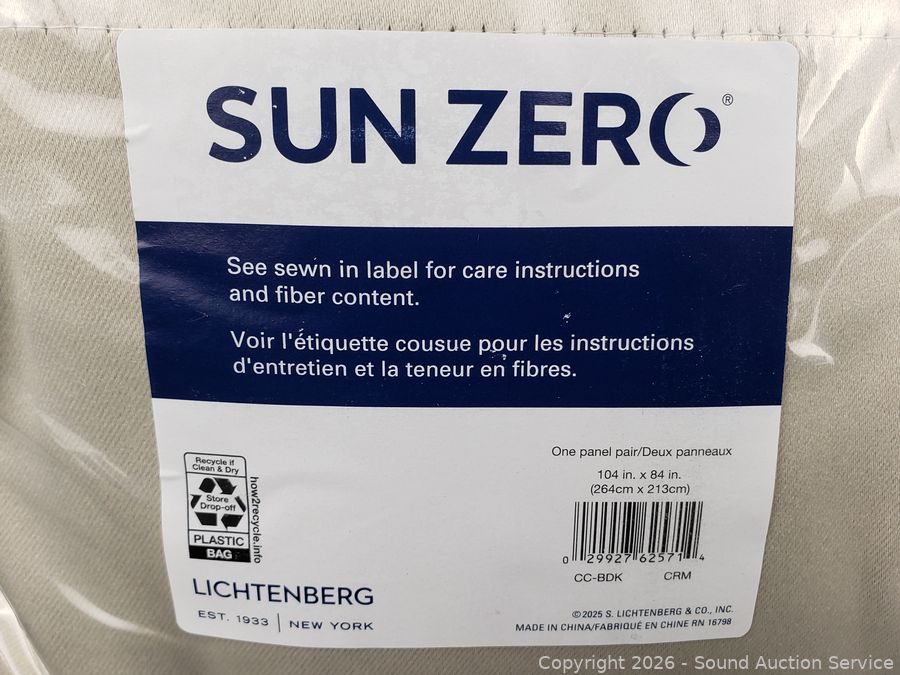 SUN ZERO®
See sewn in label for care instructions
and fiber content.
Voir l'étiquette cousue pour les instructions
d'entretien et la teneur en fibres.
One panel pair/Deux panneaux
104 in. x 84 in.
(264cm x 213cm)
0 29927 62571 4
CC-BDK CRM
Recycle if
Clean & Dry
Store
Drop-off
PLASTIC
BAG
how2recycle.info
LICHTENBERG
EST. 1933 | NEW YORK
©2025 S. LICHTENBERG & CO., INC.
MADE IN CHINA/FABRIQUÉ EN CHINE RN 16798
Copyright 2026 - Sound Auction Service